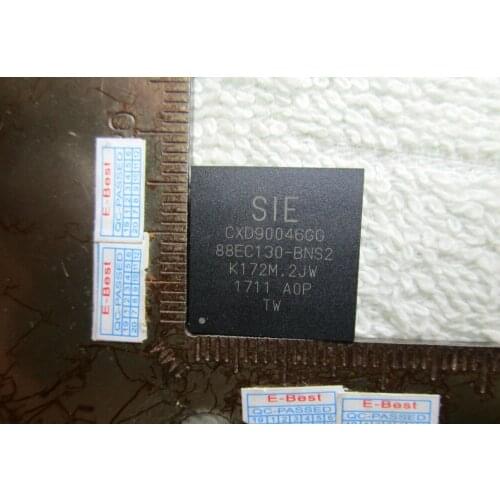 SIE
CXD90046GG
88EC130-BNS2
K172M.2JW
1711 A0P
TW
E-Best
QC-PASSED
E-Best
QC-PASSED
E-Best
QC-PASSED
E-Best
QC-PASSED